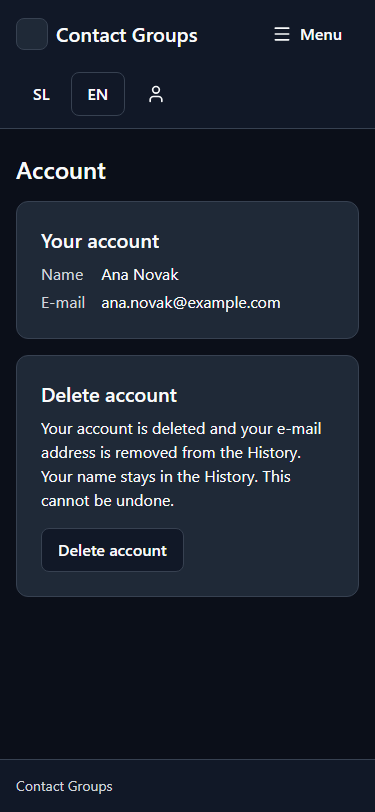 Contact Groups
Menu
SL
EN
Account
Your account
Name Ana Novak
E-mail ana.novak@example.com
Delete account
Your account is deleted and your e-mail
address is removed from the History.
Your name stays in the History. This
cannot be undone.
Delete account
Contact Groups